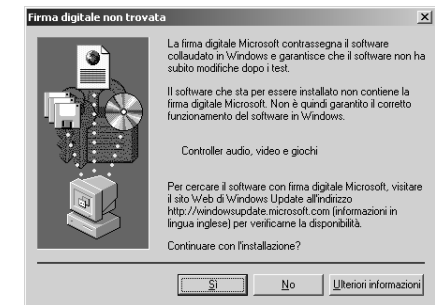 Firma digitale non trovata
La firma digitale Microsoft contrassegna il software
collaudato in Windows e garantisce che il software non ha
subito modifiche dopo i test.
Il software che sta per essere installato non contiene la
firma digitale Microsoft. Non è quindi garantito il corretto
funzionamento del software in Windows.
Controller audio, video e giochi
Per cercare il software con firma digitale Microsoft, visitare
il sito Web di Windows Update all'indirizzo
http://windowsupdate.microsoft.com (informazioni in
lingua inglese) per verificarne la disponibilità.
Continuare con l'installazione?
Sì No Ulteriori informazioni